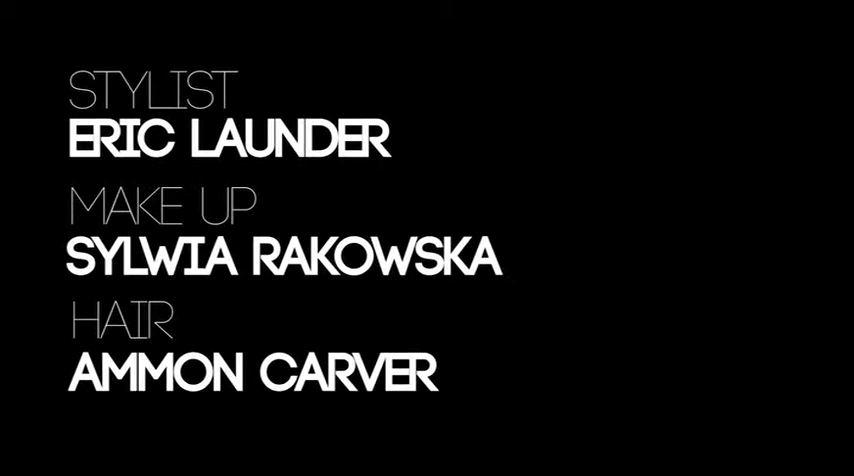 STYLIST
ERIC LAUNDER
MAKE UP
SYLWIA RAKOWSKA
HAIR
AMMON CARVER